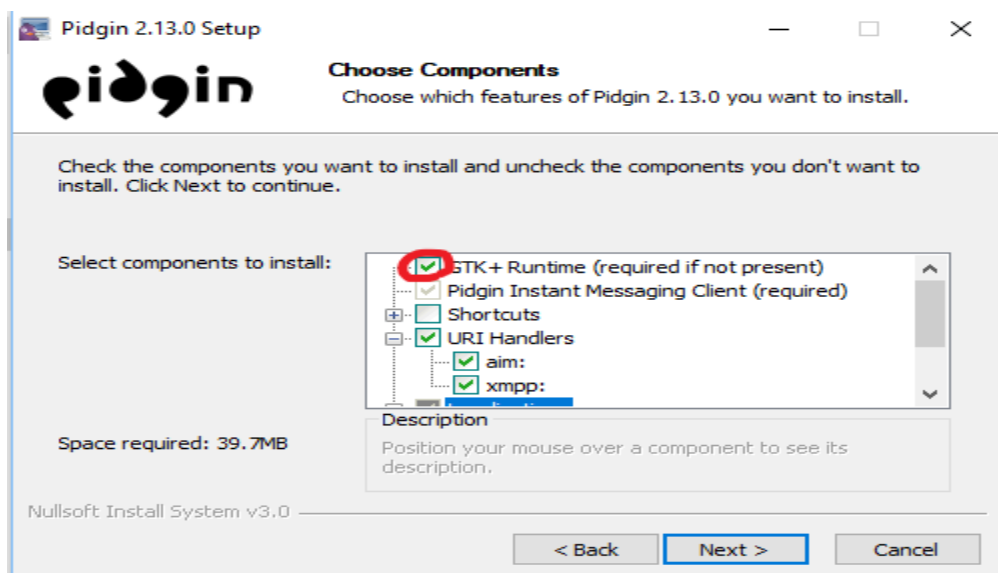 Pidgin 2.13.0 Setup
pidgin
Choose Components
Choose which features of Pidgin 2.13.0 you want to install.
Check the components you want to install and uncheck the components you don't want to
install. Click Next to continue.
Select components to install:
GTK+ Runtime (required if not present)
Pidgin Instant Messaging Client (required)
Shortcuts
URI Handlers
aim:
xmpp:
Space required: 39.7MB
Description
Position your mouse over a component to see its
description.
Nullsoft Install System v3.0
< Back
Next >
Cancel